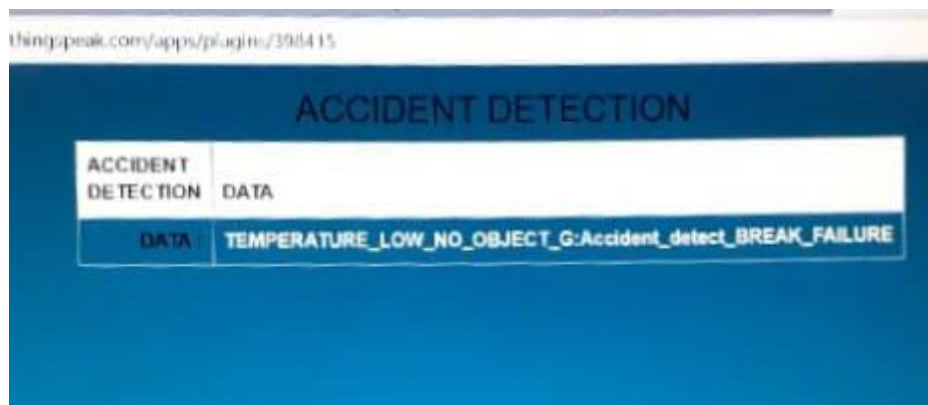 thingspeak.com/apps/plugins/398415
ACCIDENT DETECTION
ACCIDENT
DETECTION DATA
DATA : TEMPERATURE_LOW_NO_OBJECT_G:Accident_detect_BREAK_FAILURE